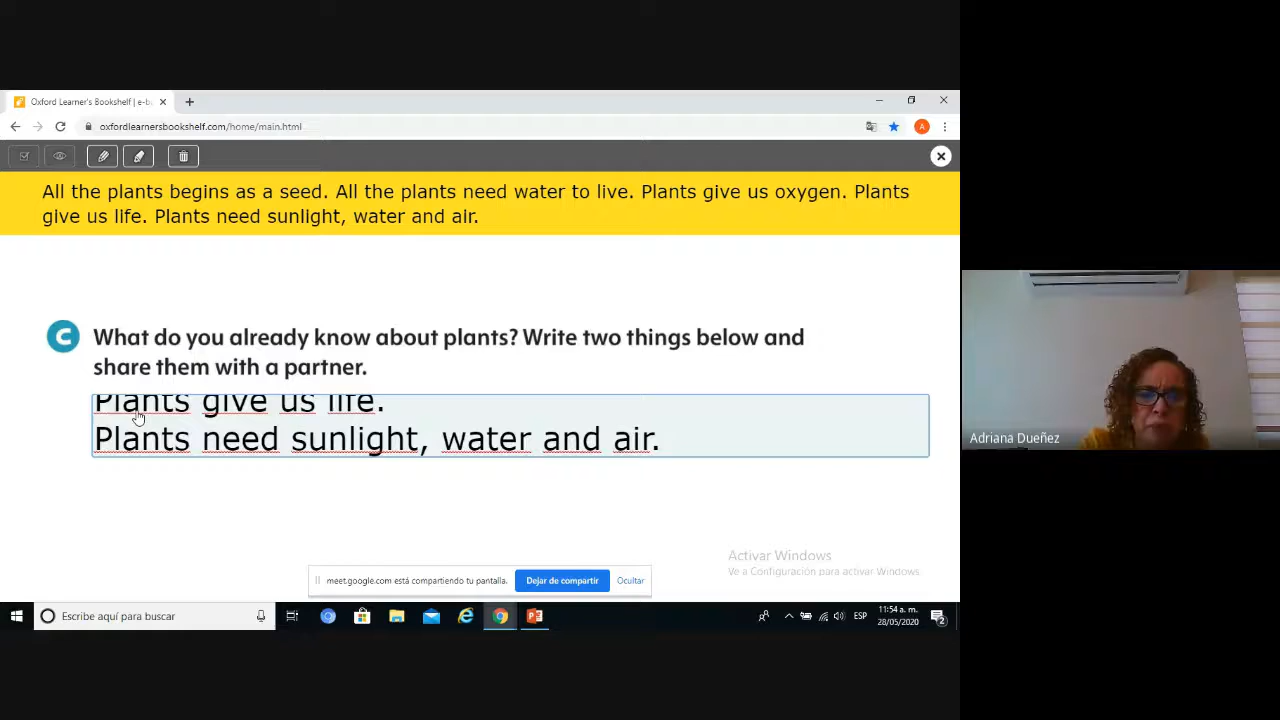 Oxford Learner's Bookshelf | e-b
oxfordlearnersbookshelf.com/home/main.html
A
All the plants begins as a seed. All the plants need water to live. Plants give us oxygen. Plants
give us life. Plants need sunlight, water and air.
C What do you already know about plants? Write two things below and
share them with a partner.
Plants give us life.
Plants need sunlight, water and air.
Adriana Dueñez
Activar Windows
Ve a Configuración para activar Windows.
meet.google.com está compartiendo tu pantalla. Dejar de compartir Ocultar
Escribe aquí para buscar
ESP
11:54 a. m.
28/05/2020
2